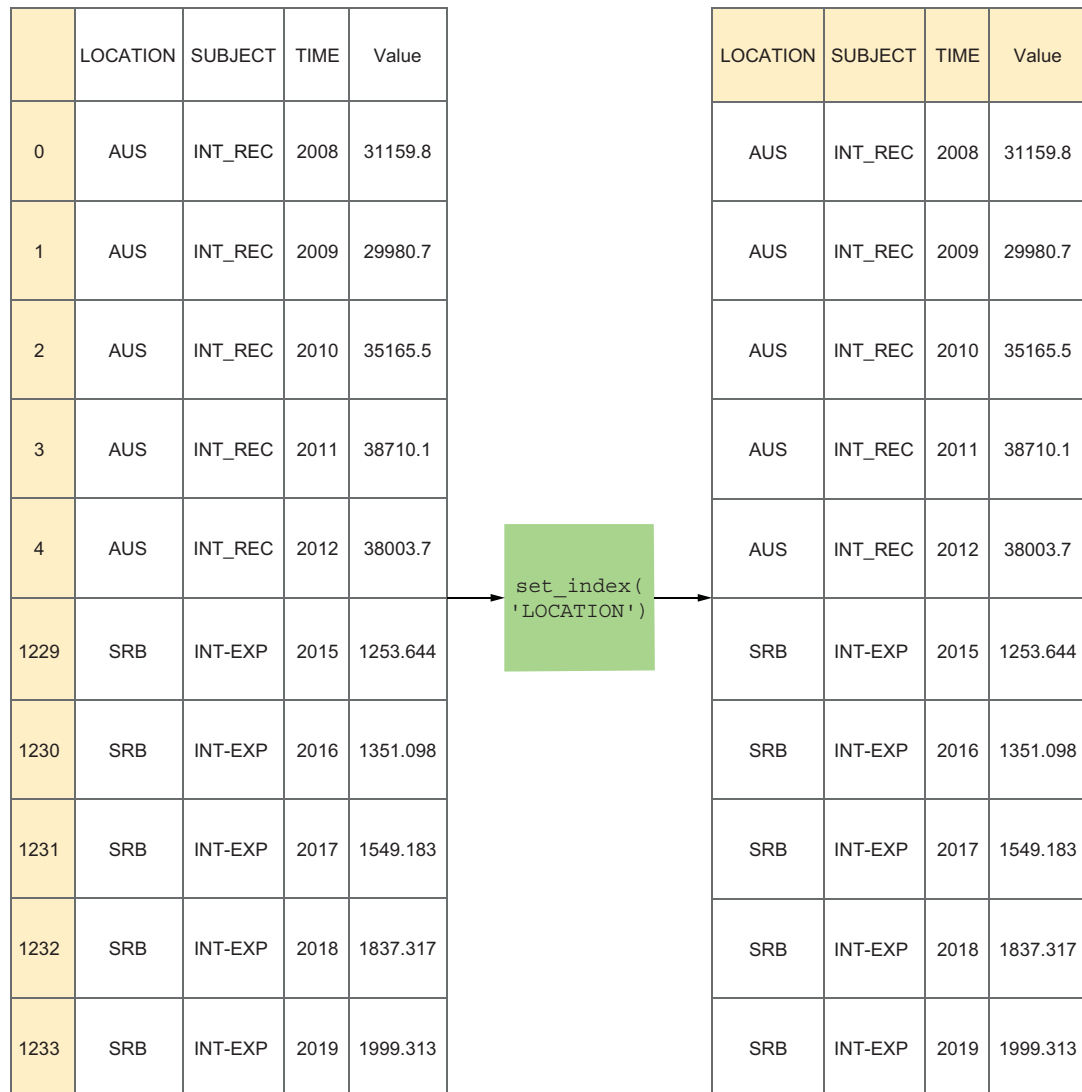 LOCATION SUBJECT TIME Value
0 AUS INT_REC 2008 31159.8
1 AUS INT_REC 2009 29980.7
2 AUS INT_REC 2010 35165.5
3 AUS INT_REC 2011 38710.1
4 AUS INT_REC 2012 38003.7
1229 SRB INT-EXP 2015 1253.644
1230 SRB INT-EXP 2016 1351.098
1231 SRB INT-EXP 2017 1549.183
1232 SRB INT-EXP 2018 1837.317
1233 SRB INT-EXP 2019 1999.313
set_index(
'LOCATION')
LOCATION SUBJECT TIME Value
AUS INT_REC 2008 31159.8
AUS INT_REC 2009 29980.7
AUS INT_REC 2010 35165.5
AUS INT_REC 2011 38710.1
AUS INT_REC 2012 38003.7
SRB INT-EXP 2015 1253.644
SRB INT-EXP 2016 1351.098
SRB INT-EXP 2017 1549.183
SRB INT-EXP 2018 1837.317
SRB INT-EXP 2019 1999.313